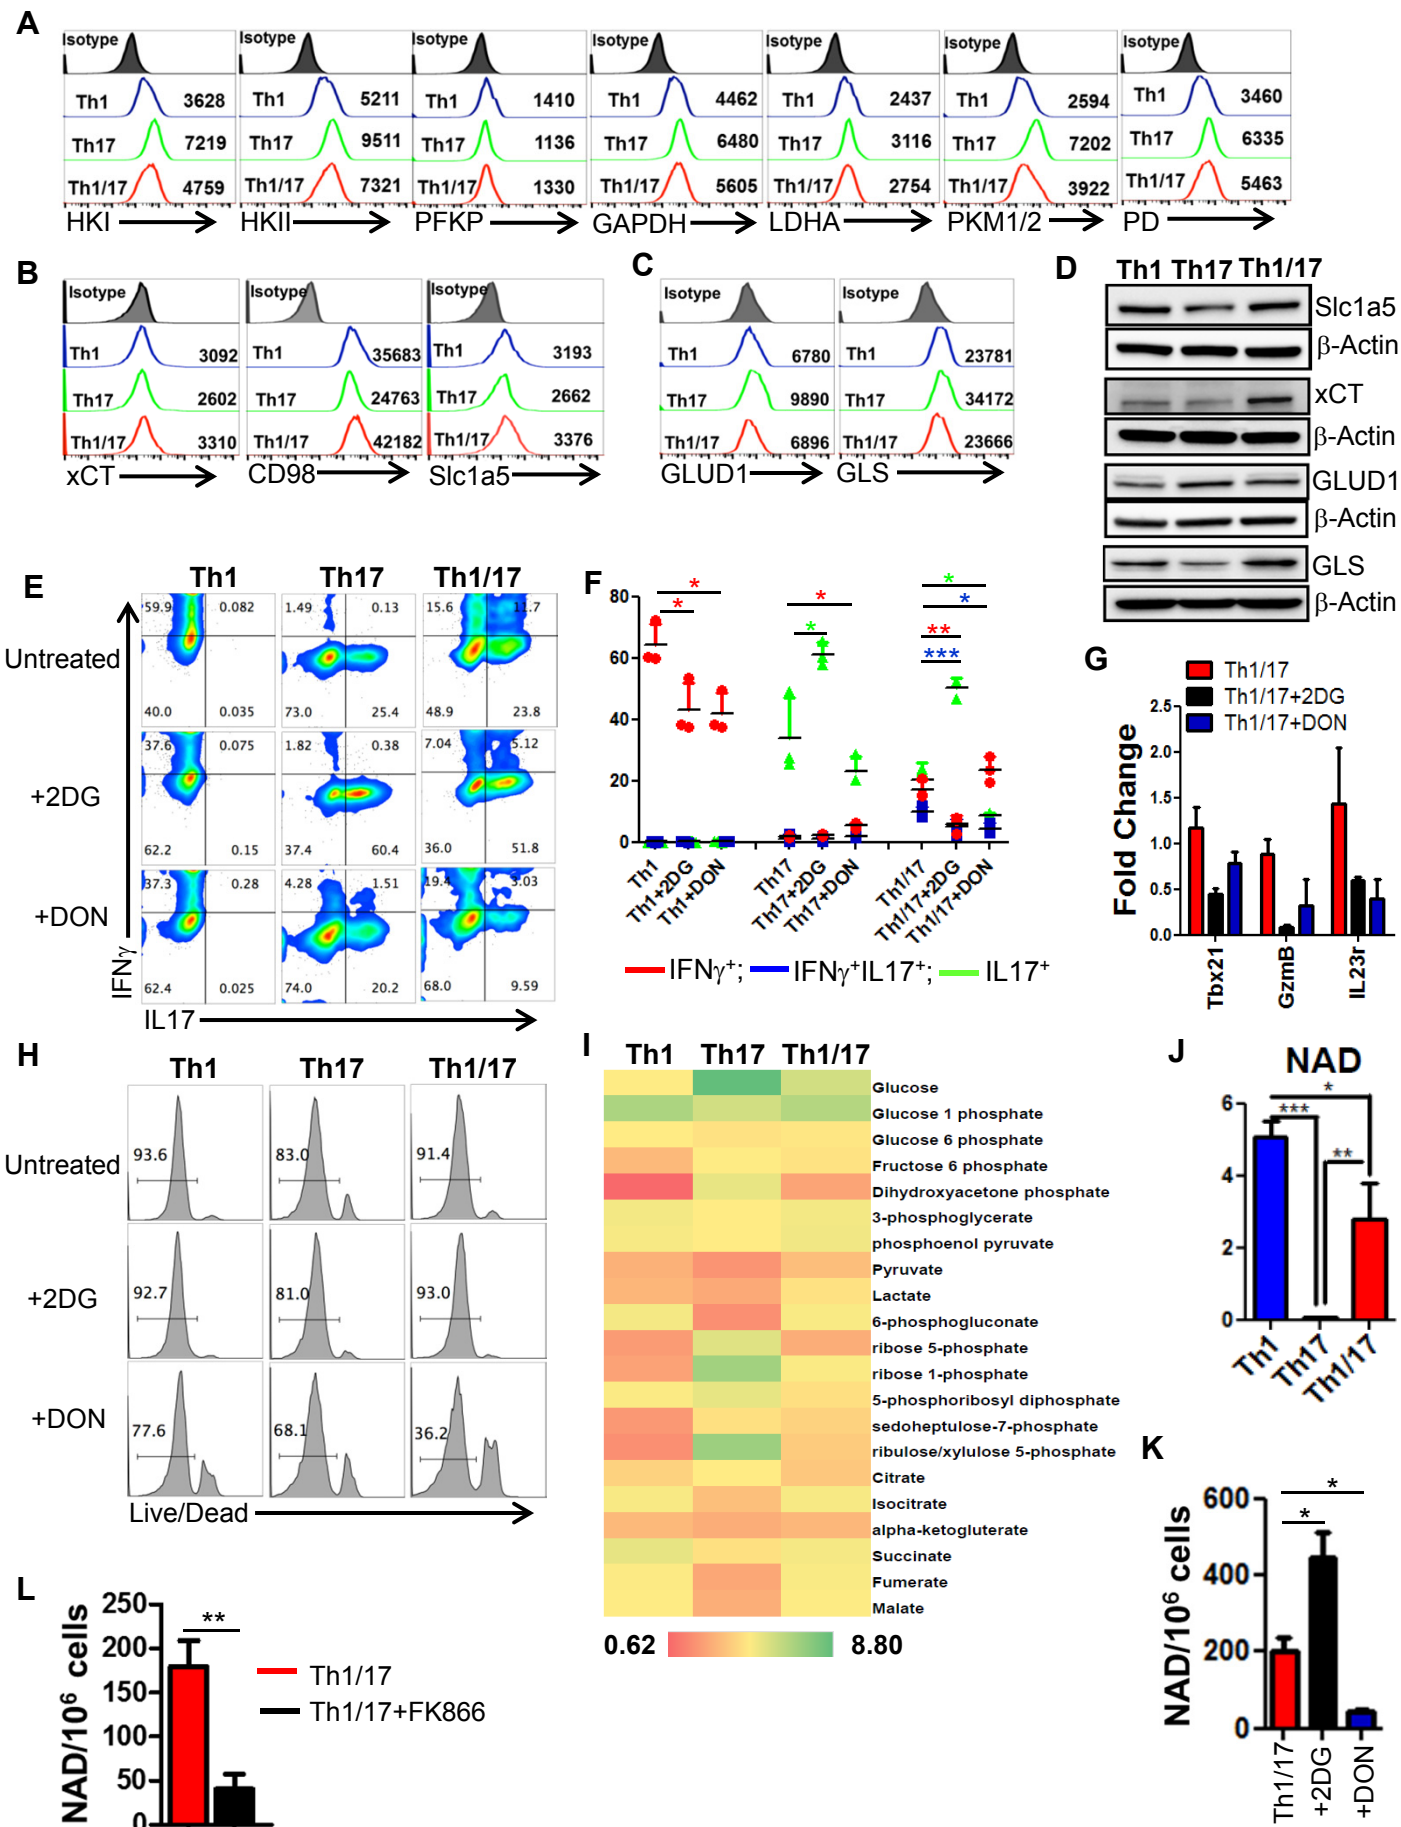 A
Isotype Isotype Isotype Isotype Isotype Isotype Isotype
Th1 3628 Th1 5211 Th1 1410 Th1 4462 Th1 2437 Th1 2594 Th1 3460
Th17 7219 Th17 9511 Th17 1136 Th17 6480 Th17 3116 Th17 7202 Th17 6335
Th1/17 4759 Th1/17 7321 Th1/17 1330 Th1/17 5605 Th1/17 2754 Th1/17 3922 Th1/17 5463
HKI HKII PFKP GAPDH LDHA PKM1/2 PD
B
Isotype Isotype Isotype
Th1 3092 Th1 35683 Th1 3193
Th17 2602 Th17 24763 Th17 2662
Th1/17 3310 Th1/17 42182 Th1/17 3376
xCT CD98 Slc1a5
C
Isotype Isotype
Th1 6780 Th1 23781
Th17 9890 Th17 34172
Th1/17 6896 Th1/17 23666
GLUD1 GLS
D
Th1 Th17 Th1/17
Slc1a5
β-Actin
xCT
β-Actin
GLUD1
β-Actin
GLS
β-Actin
E
Th1 Th17 Th1/17
Untreated
59.9 0.082 1.49 0.13 15.6 11.7
40.0 0.035 73.0 25.4 48.9 23.8
+2DG
37.6 0.075 1.82 0.38 7.04 5.12
62.2 0.15 37.4 60.4 36.0 51.8
+DON
37.3 0.28 4.28 1.51 19.4 3.03
62.4 0.025 74.0 20.2 68.0 9.59
IFNγ
IL17
F
80
60
40
20
0
* * * * * * ** ***
Th1 Th1+2DG Th1+DON Th17 Th17+2DG Th17+DON Th1/17 Th1/17+2DG Th1/17+DON
IFNγ+; IFNγ+IL17+; IL17+
G
Th1/17
Th1/17+2DG
Th1/17+DON
Fold Change
2.5
2.0
1.5
1.0
0.5
0.0
Tbx21 GzmB IL23r
H
Th1 Th17 Th1/17
Untreated
93.6 83.0 91.4
+2DG
92.7 81.0 93.0
+DON
77.6 68.1 36.2
Live/Dead
I
Th1 Th17 Th1/17
Glucose
Glucose 1 phosphate
Glucose 6 phosphate
Fructose 6 phosphate
Dihydroxyacetone phosphate
3-phosphoglycerate
phosphoenol pyruvate
Pyruvate
Lactate
6-phosphogluconate
ribose 5-phosphate
ribose 1-phosphate
5-phosphoribosyl diphosphate
sedoheptulose-7-phosphate
ribulose/xylulose 5-phosphate
Citrate
Isocitrate
alpha-ketogluterate
Succinate
Fumerate
Malate
0.62 8.80
J
NAD
* *** **
6
4
2
0
Th1 Th17 Th1/17
K
NAD/10⁶ cells
* *
600
400
200
0
Th1/17 +2DG +DON
L
NAD/10⁶ cells
**
250
200
150
100
50
0
Th1/17
Th1/17+FK866